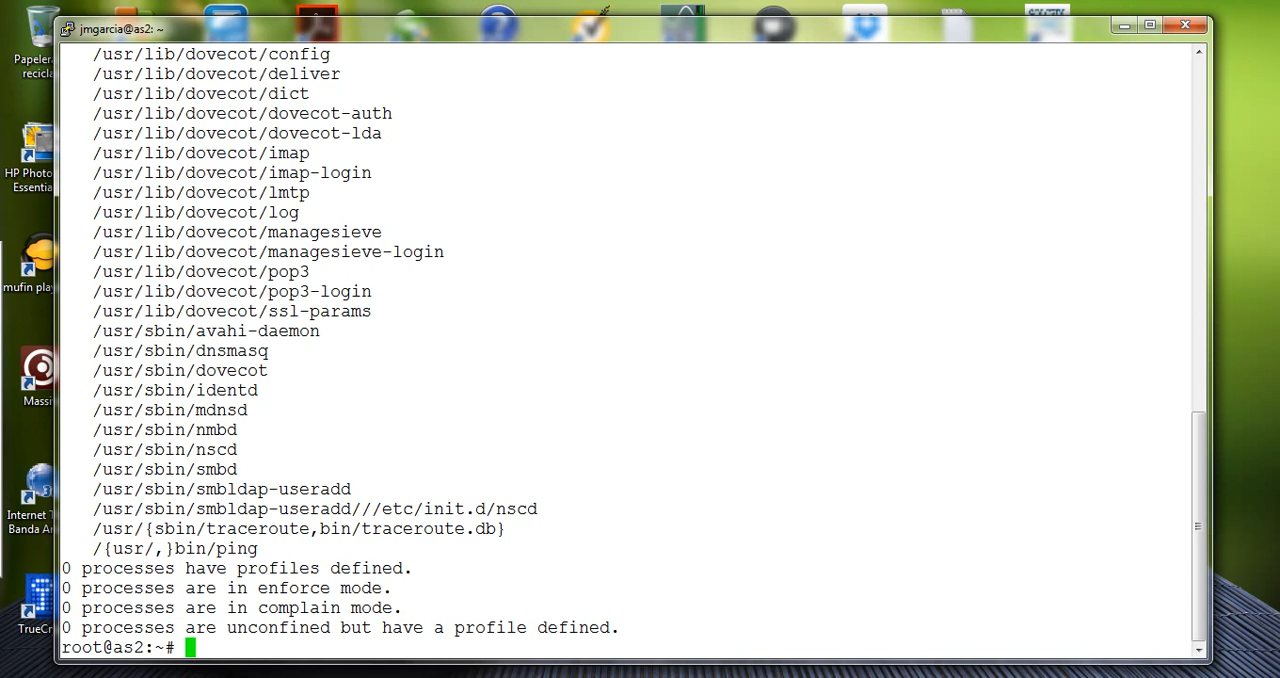 jmgarcia@as2: ~
/usr/lib/dovecot/config
/usr/lib/dovecot/deliver
/usr/lib/dovecot/dict
/usr/lib/dovecot/dovecot-auth
/usr/lib/dovecot/dovecot-lda
/usr/lib/dovecot/imap
/usr/lib/dovecot/imap-login
/usr/lib/dovecot/lmtp
/usr/lib/dovecot/log
/usr/lib/dovecot/managesieve
/usr/lib/dovecot/managesieve-login
/usr/lib/dovecot/pop3
/usr/lib/dovecot/pop3-login
/usr/lib/dovecot/ssl-params
/usr/sbin/avahi-daemon
/usr/sbin/dnsmasq
/usr/sbin/dovecot
/usr/sbin/identd
/usr/sbin/mdnsd
/usr/sbin/nmbd
/usr/sbin/nscd
/usr/sbin/smbd
/usr/sbin/smbldap-useradd
/usr/sbin/smbldap-useradd///etc/init.d/nscd
/usr/{sbin/traceroute,bin/traceroute.db}
/{usr/,}bin/ping
0 processes have profiles defined.
0 processes are in enforce mode.
0 processes are in complain mode.
0 processes are unconfined but have a profile defined.
root@as2:~#
Papelera
recicla
HP Photo
Essentia
mufin play
Massi
Internet T
Banda An
TrueCr